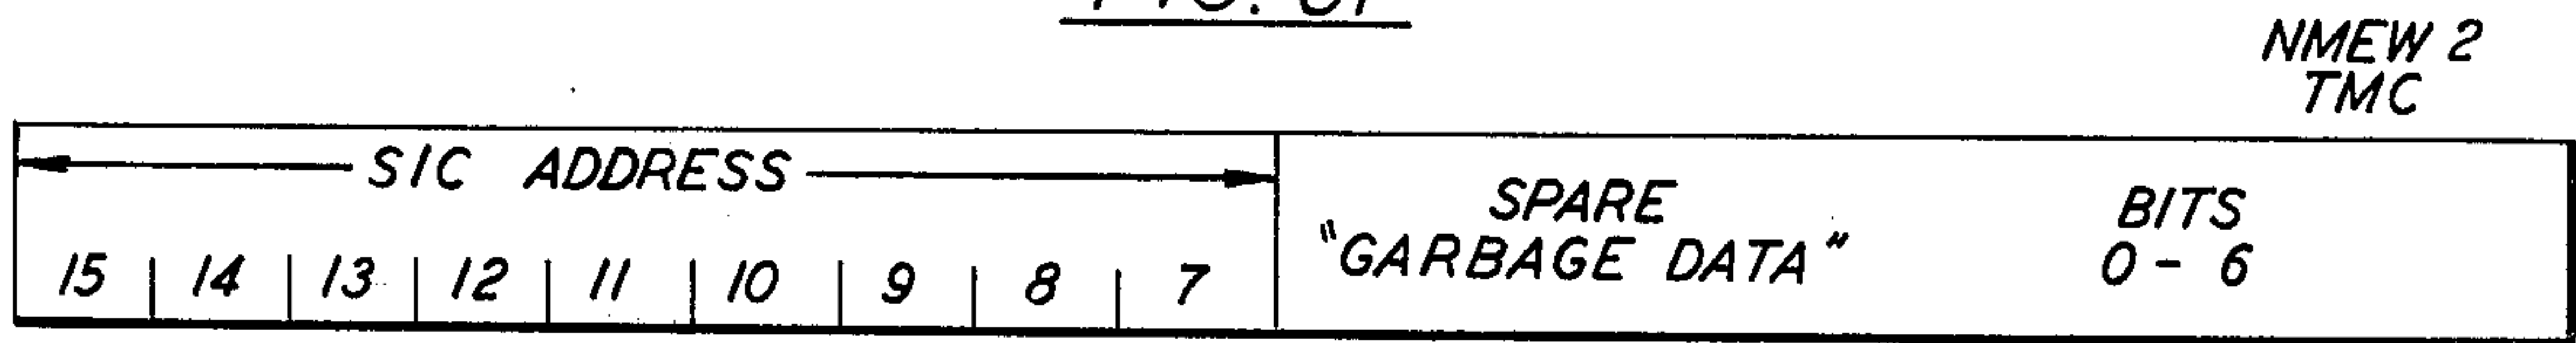 NMEW 2
TMC
SIC ADDRESS
SPARE
"GARBAGE DATA"
BITS
0 - 6
15 | 14 | 13 | 12 | 11 | 10 | 9 | 8 | 7